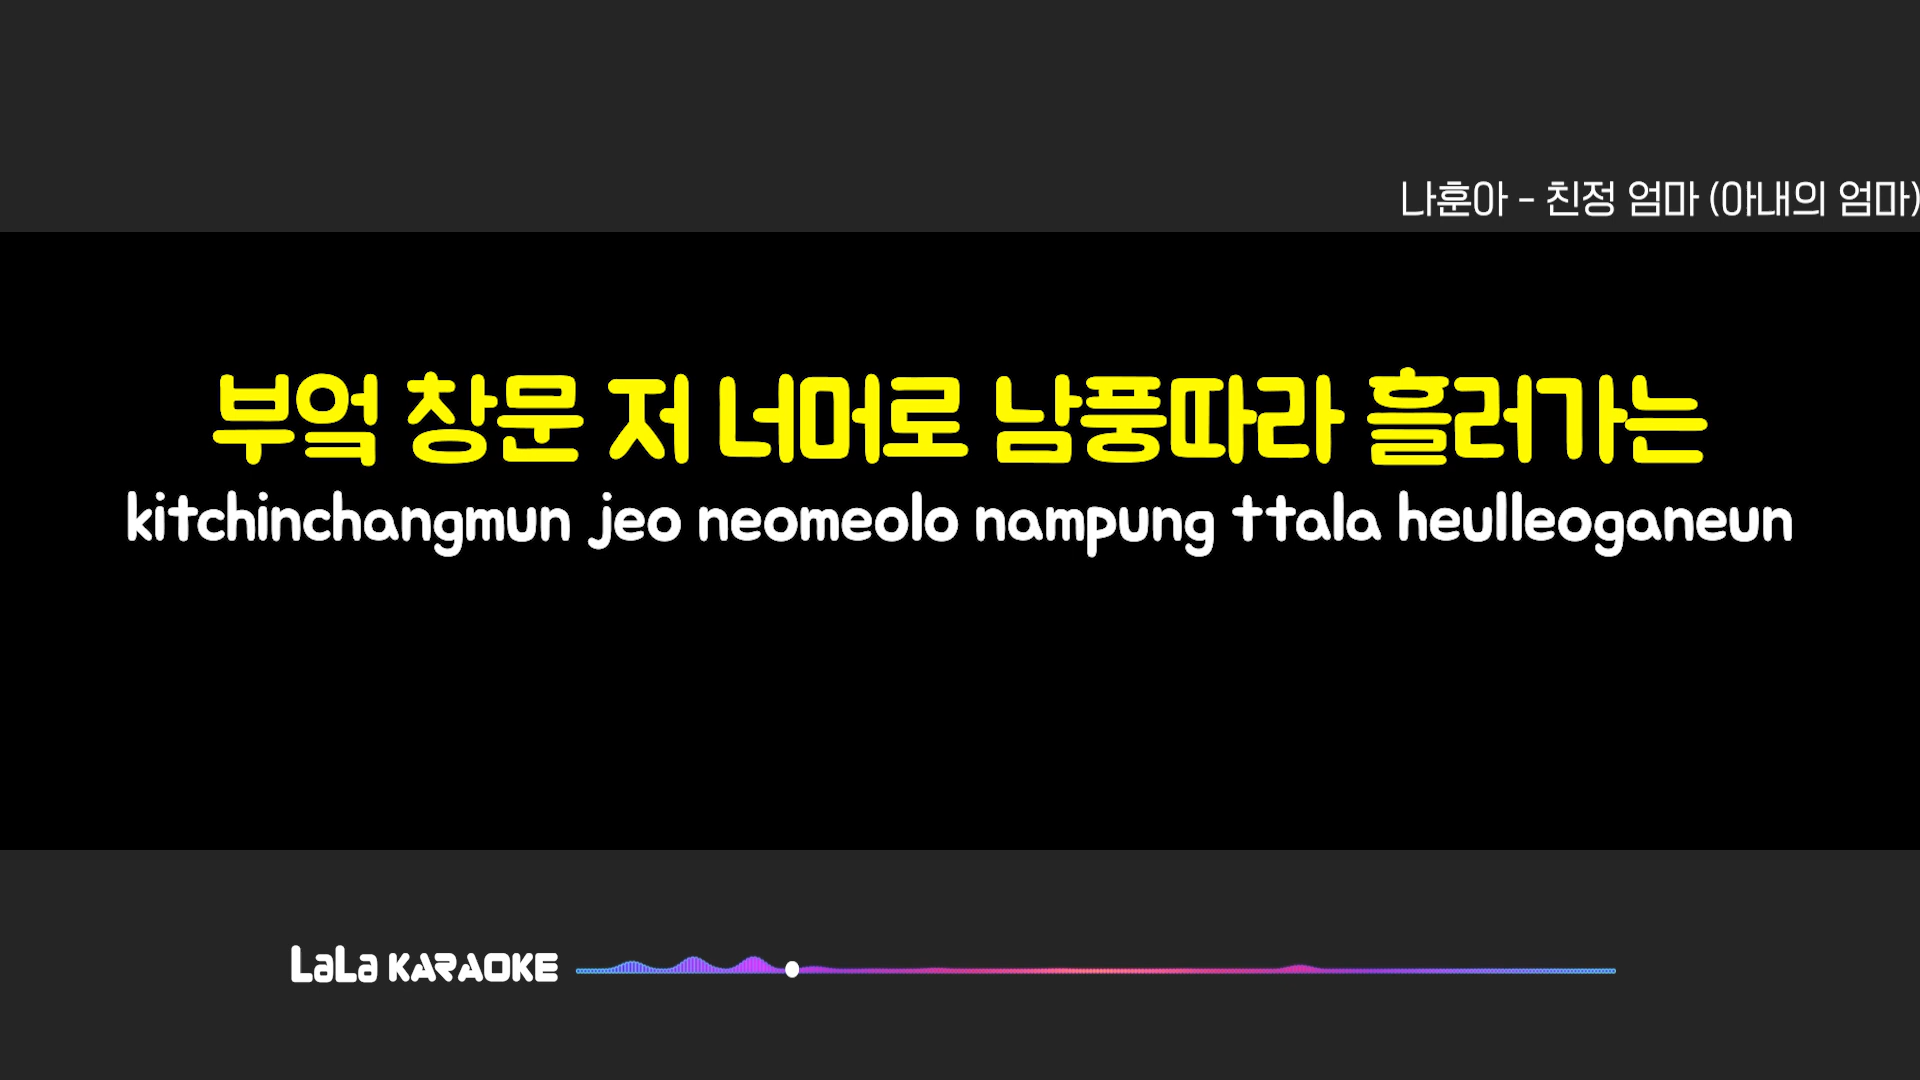 나훈아 - 친정 엄마 (아내의 엄마)
부엌 창문 저 너머로 남풍따라 흘러가는
kitchinchangmun jeo neomeolo nampung ttala heulleoganeun
LaLa KARAOKE